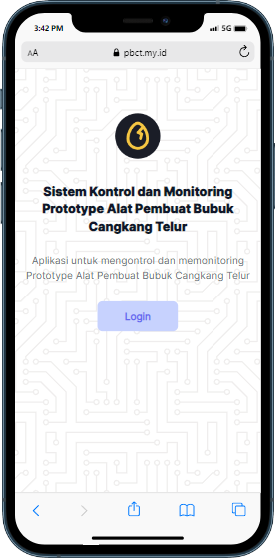 3:42 PM 5G
AA pbct.my.id
Sistem Kontrol dan Monitoring
Prototype Alat Pembuat Bubuk
Cangkang Telur
Aplikasi untuk mengontrol dan memonitoring
Prototype Alat Pembuat Bubuk Cangkang Telur
Login